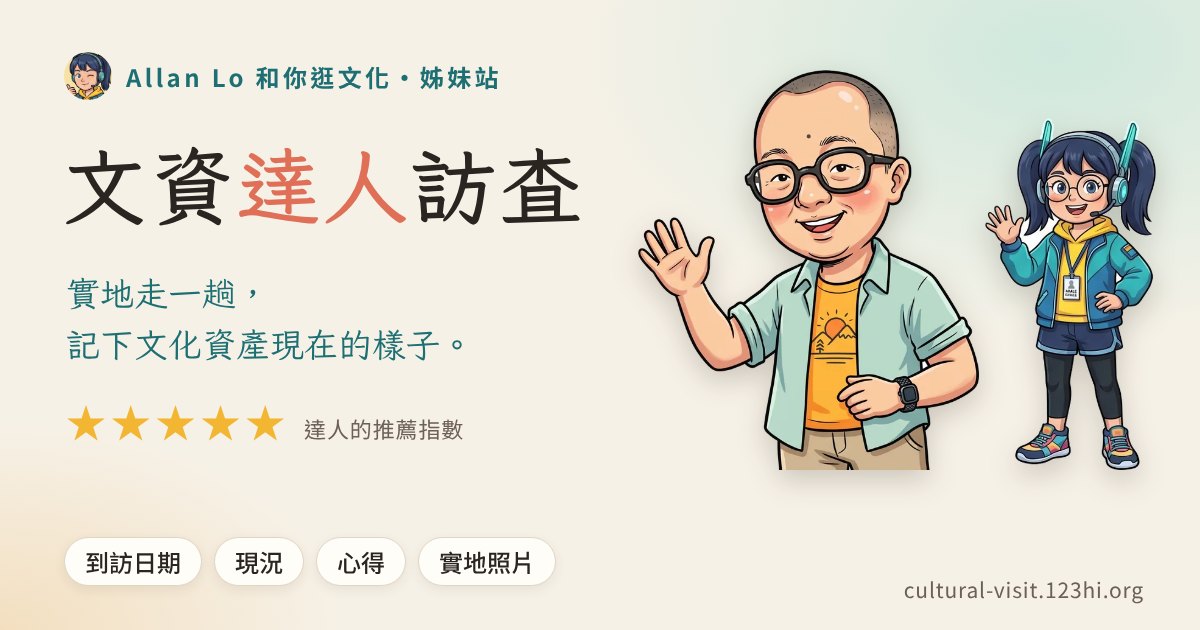 Allan Lo 和你逛文化・姊妹站
文資達人訪查
實地走一趟，
記下文化資產現在的樣子。
★★★★★ 達人的推薦指數
到訪日期
現況
心得
實地照片
cultural-visit.123hi.org